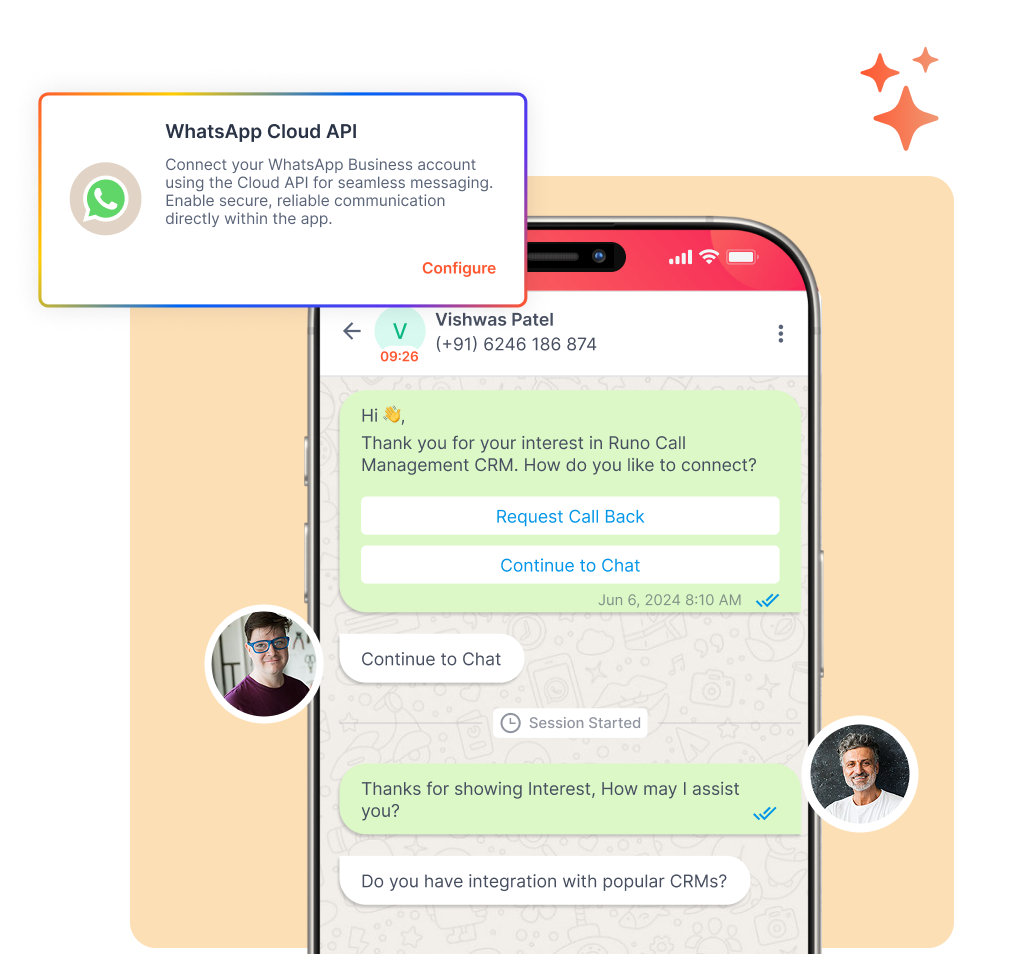 WhatsApp Cloud API
Connect your WhatsApp Business account
using the Cloud API for seamless messaging.
Enable secure, reliable communication
directly within the app.
Configure
V
09:26
Vishwas Patel
(+91) 6246 186 874
Hi 👋,
Thank you for your interest in Runo Call
Management CRM. How do you like to connect?
Request Call Back
Continue to Chat
Jun 6, 2024 8:10 AM
Continue to Chat
Session Started
Thanks for showing Interest, How may I assist
you?
Do you have integration with popular CRMs?